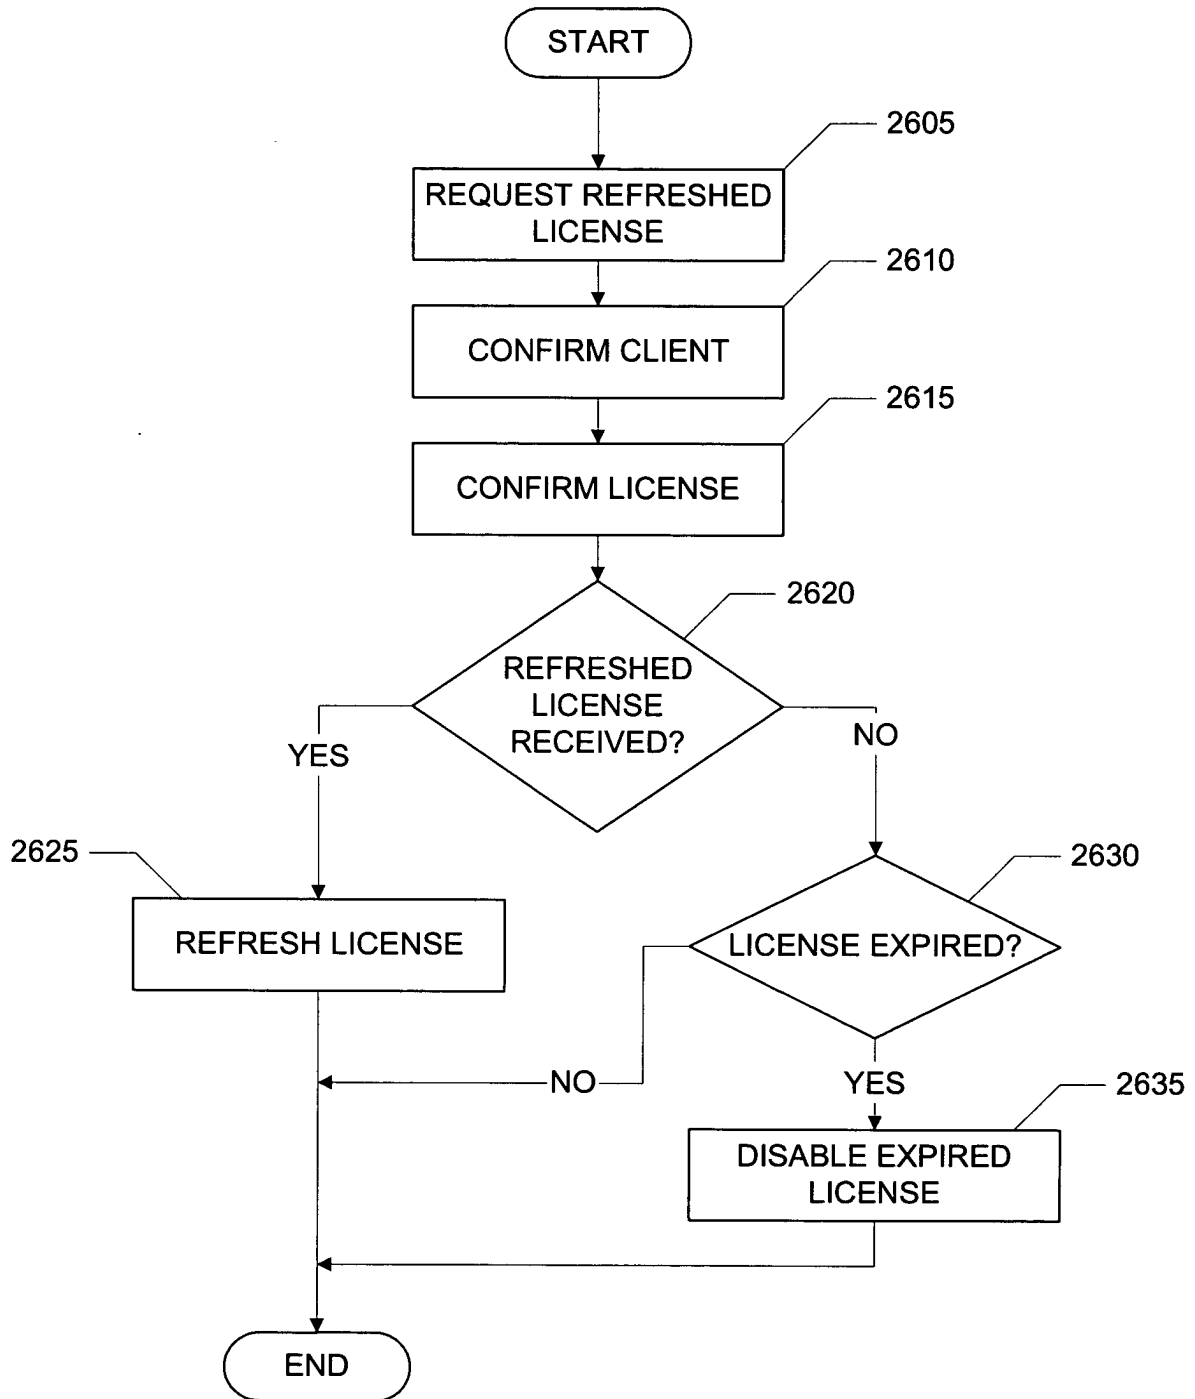 START
2605
REQUEST REFRESHED
LICENSE
2610
CONFIRM CLIENT
2615
CONFIRM LICENSE
2620
REFRESHED
LICENSE
RECEIVED?
YES
NO
2625
REFRESH LICENSE
2630
LICENSE EXPIRED?
NO
YES
2635
DISABLE EXPIRED
LICENSE
END